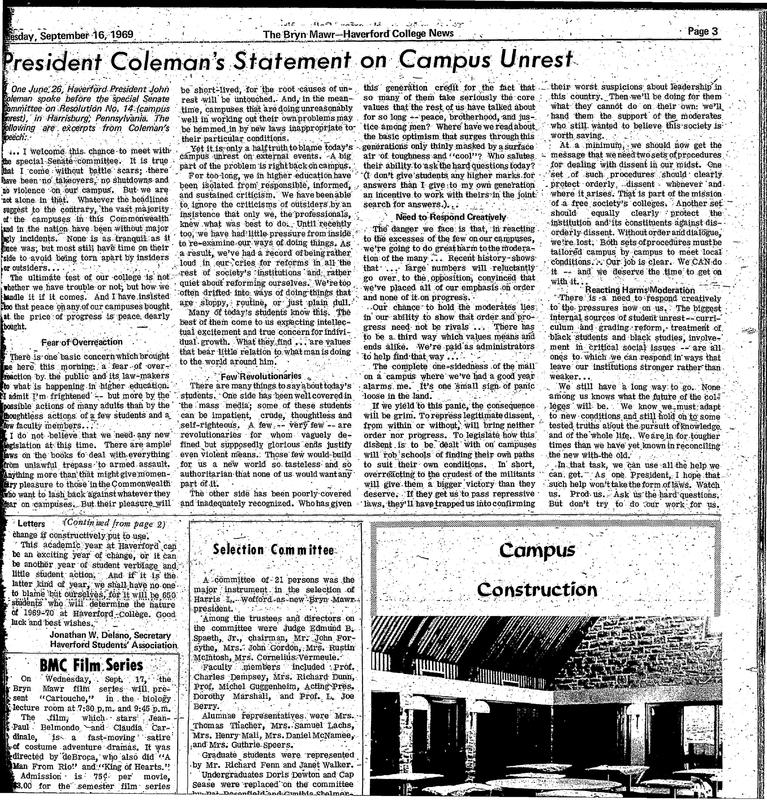 esday, September 16, 1969
The Bryn Mawr—Haverford College News
Page 3
President Coleman's Statement on Campus Unrest
One June 26, Haverford President John
Coleman spoke before the special Senate
Committee on Resolution No. 14 (campus
unrest), in Harrisburg, Pennsylvania. The
following are excerpts from Coleman's
speech:
... I welcome this chance to meet with
the special Senate committee. It is true
that I come without battle scars; there
have been no takeovers, no shutdowns and
no violence on our campus. But we are
not alone in that. Whatever the headlines
suggest to the contrary, the vast majority
of the campuses in this Commonwealth
and in the nation have been without major
ugly incidents. None is as tranquil as it
once was, but most still have time on their
side to avoid being torn apart by insiders
or outsiders....
The ultimate test of our college is not
whether we have trouble or not, but how we
handle it if it comes. And I have insisted
that peace on any of our campuses bought
at the price of progress is peace dearly
bought.
Fear of Overreaction
There is one basic concern which brought
me here this morning: a fear of over-
reaction by the public and its law-makers
to what is happening in higher education.
I admit I'm frightened -- but more by the
possible actions of many adults than by the
thoughtless actions of a few students and a
few faculty members...
I do not believe that we need any new
legislation at this time. There are ample
laws on the books to deal with everything
from unlawful trespass to armed assault.
Anything more than that might give momen-
tary pleasure to those in the Commonwealth
who want to lash back against whatever they
fear on campuses. But their pleasure will
be short-lived, for the root causes of un-
rest will be untouched. And, in the mean-
time, campuses that are doing unreasonably
well in working out their own problems may
be hemmed in by new laws inappropriate to
their particular conditions.
Yet it is only a half truth to blame today's
campus unrest on external events. A big
part of the problem is right back on campus.
For too long, we in higher education have
been isolated from responsible, informed,
and sustained criticism. We have been able
to ignore the criticisms of outsiders by an
insistence that only we, the professionals,
knew what was best to do. Until recently
too, we have had little pressure from inside
to re-examine our ways of doing things. As
a result, we've had a record of being rather
loud in our cries for reforms in all the
rest of society's institutions and rather
quiet about reforming ourselves. We're too
often drifted into ways of doing things that
are sloppy, routine, or just plain dull.
Many of today's students know this. The
best of them come to us expecting intellec-
tual excitement and true concern for indivi-
dual growth. What they find ... are values
that bear little relation to what man is doing
to the world around him.
Few Revolutionaries
There are many things to say about today's
students. One side has been well covered in
the mass media; some of these students
can be impatient, crude, thoughtless and
self-righteous. A few -- very few -- are
revolutionaries for whom vaguely de-
fined but supposedly glorious ends justify
even violent means. Those few would build
for us a new world so tasteless and so
authoritarian that none of us would want any
part of it.
The other side has been poorly covered
and inadequately recognized. Who has given
this generation credit for the fact that
so many of them take seriously the core
values that the rest of us have talked about
for so long -- peace, brotherhood, and jus-
tice among men? Where have we read about
the basic optimism that surges through this
generations only thinly masked by a surface
air of toughness and "cool"? Who salutes
their ability to ask the hard questions today?
(I don't give students any higher marks for
answers than I give to my own generation
an incentive to work with theirs in the joint
search for answers.)...
Need to Respond Creatively
The danger we face is that, in reacting
to the excesses of the few on our campuses,
we're going to do great harm to the modera-
tion of the many... Recent history shows
that ... large numbers will reluctantly
go over to the opposition, convinced that
we've placed all of our emphasis on order
and none of it on progress.
Our chance to hold the moderates lies
in our ability to show that order and pro-
gress need not be rivals ... There has
to be a third way which values means and
ends alike. We're paid as administrators
to help find that way...
The complete one-sidedness of the mail
on a campus where we've had a good year
alarms me. It's one small sign of panic
loose in the land.
If we yield to this panic, the consequence
will be grim. To repress legitimate dissent,
from within or without, will bring neither
order nor progress. To legislate how this
dissent is to be dealt with on campuses
will rob schools of finding their own paths
to suit their own conditions. In short,
overreacting to the crudest of the militants
will give them a bigger victory than they
deserve. If they get us to pass repressive
laws, they'll have trapped us into confirming
their worst suspicions about leadership in
this country. Then we'll be doing for them
what they cannot do on their own: we'll
hand them the support of the moderates
who still wanted to believe this society is
worth saving.
At a minimum, we should now get the
message that we need two sets of procedures
for dealing with dissent in our midst. One
set of such procedures should clearly
protect orderly dissent whenever and
where it arises. That is part of the mission
of a free society's colleges. Another set
should equally clearly protect the
institution and its constituents against dis-
orderly dissent. Without order and dialogue,
we're lost. Both sets of procedures must be
tailored campus by campus to meet local
conditions... Our job is clear. We CAN do
it -- and we deserve the time to get on
with it...
Reacting Harms Moderation
There is a need to respond creatively
to the pressures now on us. The biggest
internal sources of student unrest -- curri-
culum and grading reform, treatment of
black students and black studies, involve-
ment in critical social issues -- are all
ones to which we can respond in ways that
leave our institutions stronger rather than
weaker...
We still have a long way to go. None
among us knows what the future of the col-
leges will be. We know we must adapt
to new conditions and still hold on to some
tested truths about the pursuit of knowledge
and of the whole life. We are in for tougher
times than we have yet known in reconciling
the new with the old.
In that task, we can use all the help we
can get. As one President, I hope that
such help won't take the form of laws. Watch
us. Prod us. Ask us the hard questions.
But don't try to do our work for us.
Letters (Continued from page 2)
change if constructively put to use.
This academic year at Haverford can
be an exciting year of change, or it can
be another year of student verbiage and
little student action. And if it is the
latter kind of year, we shall have no one
to blame but ourselves, for it will be 650
students who will determine the nature
of 1969-70 at Haverford College. Good
luck and best wishes.
Jonathan W. Delano, Secretary
Haverford Students' Association
BMC Film Series
On Wednesday, Sept. 17, the
Bryn Mawr film series will pre-
sent "Cartouche," in the biology
lecture room at 7:30 p.m. and 9:45 p.m.
The film, which stars Jean-
Paul Belmondo and Claudia Car-
dinale, is a fast-moving satire
of costume adventure dramas. It was
directed by deBroca, who also did "A
Man From Rio" and "King of Hearts."
Admission is 75¢ per movie,
$3.00 for the semester film series
Selection Committee
A committee of 21 persons was the
major instrument in the selection of
Harris L. Wofford as new Bryn Mawr
president.
Among the trustees and directors on
the committee were Judge Edmund B.
Spaeth, Jr., chairman, Mr. John For-
sythe, Mrs. John Gordon, Mrs. Rustin
McIntosh, Mrs. Cornelius Vermeule.
Faculty members included Prof.
Charles Dempsey, Mrs. Richard Dunn,
Prof. Michel Guggenheim, Acting Pres.
Dorothy Marshall, and Prof. L. Joe
Berry.
Alumnae representatives were Mrs.
Thomas Thacher, Mrs. Samuel Lachs,
Mrs. Henry Mali, Mrs. Daniel McNamee,
and Mrs. Guthrie Speers.
Graduate students were represented
by Mr. Richard Fenn and Janet Walker.
Undergraduates Doris Dewton and Cap
Sease were replaced on the committee
Campus
Construction